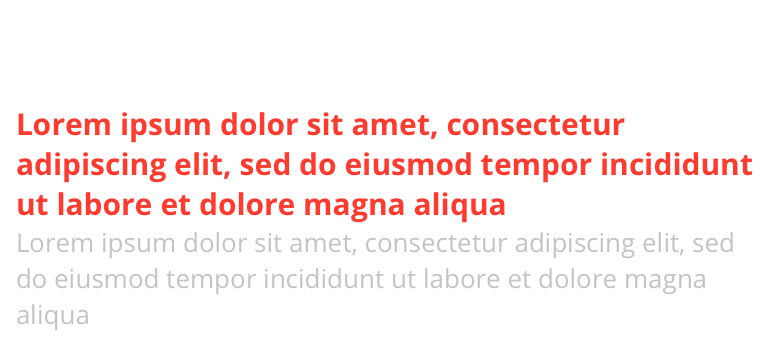 Lorem ipsum dolor sit amet, consectetur
adipiscing elit, sed do eiusmod tempor incididunt
ut labore et dolore magna aliqua
Lorem ipsum dolor sit amet, consectetur adipiscing elit, sed
do eiusmod tempor incididunt ut labore et dolore magna
aliqua